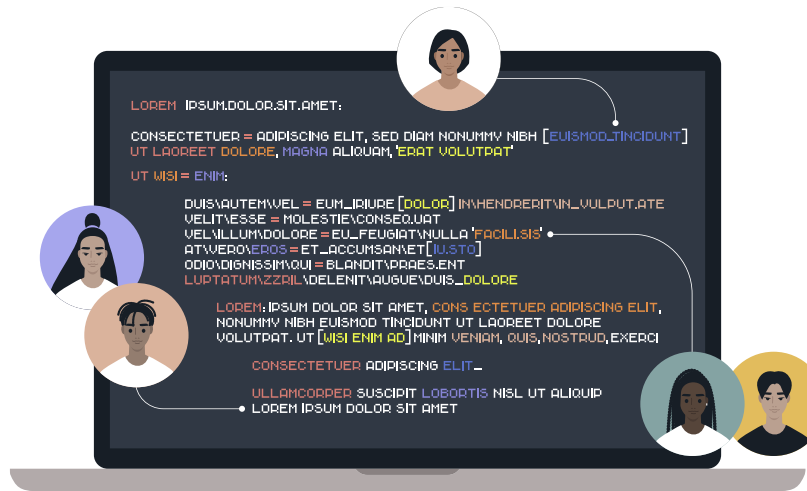 LOREM IPSUM.DOLOR.SIT.AMET:
CONSECTETUER = ADIPISCING ELIT, SED DIAM NONUMMV NIBH [EUISMOD_TINCIDUNT]
UT LAOREET DOLORE, MAGNA ALIQUAM, 'ERAT VOLUTPAT'
UT WISI = ENIM:
DUIS\AUTEM\VEL = EUM_IRIURE [DOLOR] IN\HENDRERIT\IN_VULPUT.ATE
VELIT\ESSE = MOLESTIE\CONSEQ.UAT
VEL\ILLUM\DOLORE = EU_FEUGIAT\NULLA 'FACILI.SIS'
AT\VERO\EROS = ET_ACCUMSAN\ET[IU.STO]
ODIO\DIGNISSIM\QUI = BLANDIT\PRAES.ENT
LUPTATUM\ZZRIL\DELENIT\AUGUE\DUIS_DOLORE
LOREM: IPSUM DOLOR SIT AMET, CONS ECTETUER ADIPISCING ELIT,
NONUMMV NIBH EUISMOD TINCIDUNT UT LAOREET DOLORE
VOLUTPAT. UT [WISI ENIM AD] MINIM VENIAM, QUIS, NOSTRUD, EXERCI
CONSECTETUER ADIPISCING ELIT_
ULLAMCORPER SUSCIPIT LOBORTIS NISL UT ALIQUIP
LOREM IPSUM DOLOR SIT AMET